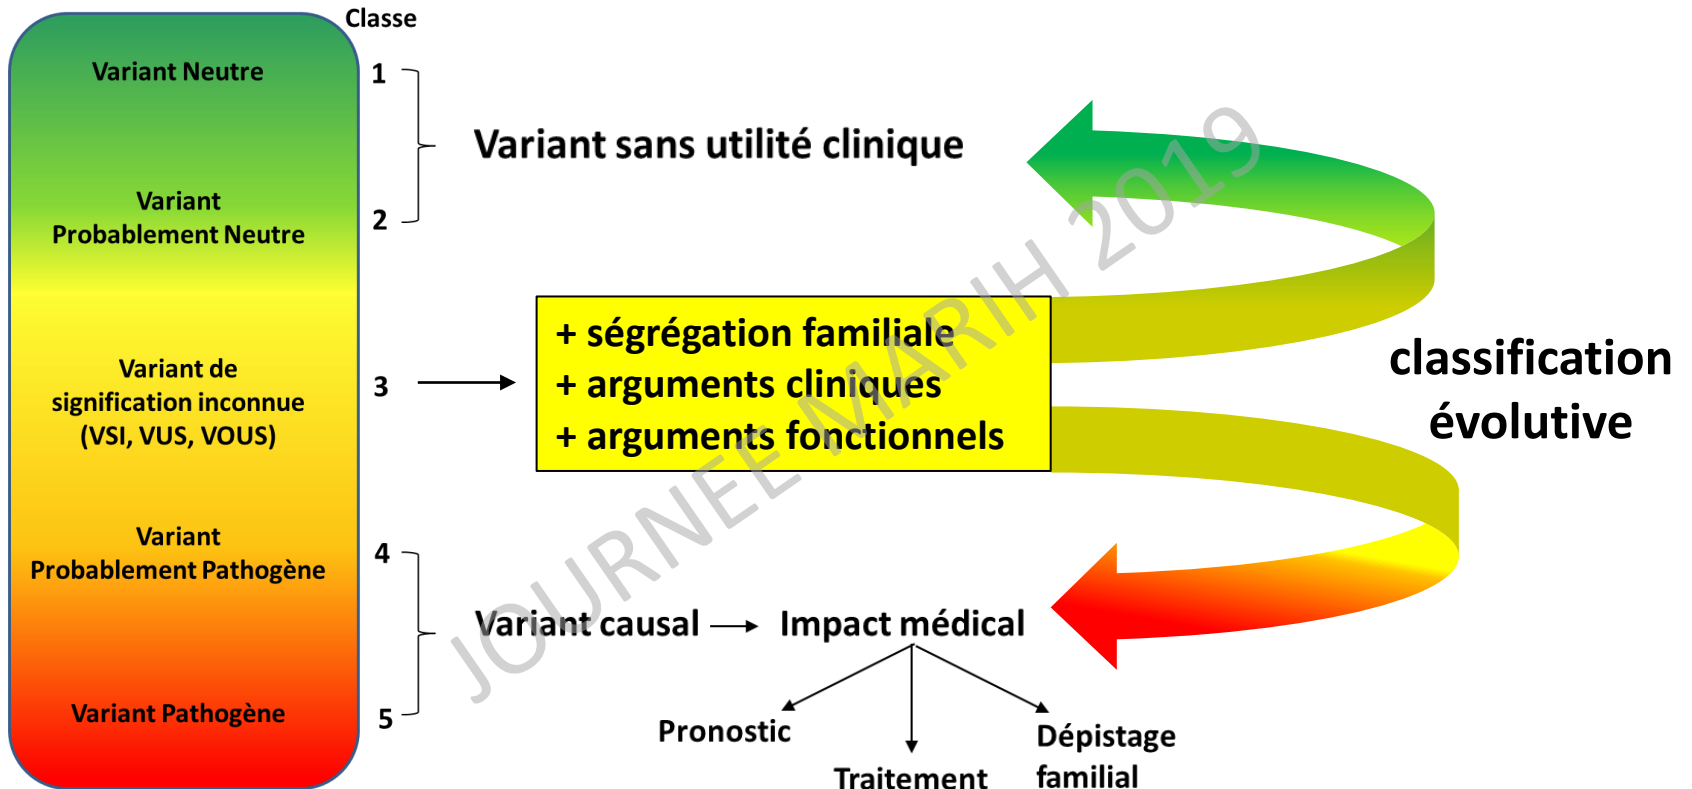 Classe
Variant Neutre
1
Variant sans utilité clinique
Variant
Probablement Neutre
2
Variant de
signification inconnue
(VSI, VUS, VOUS)
3
+ ségrégation familiale
+ arguments cliniques
+ arguments fonctionnels
classification
évolutive
Variant
Probablement Pathogène
4
Variant causal
Impact médical
Variant Pathogène
5
Pronostic
Traitement
Dépistage
familial
JOURNEE MARIH 2019